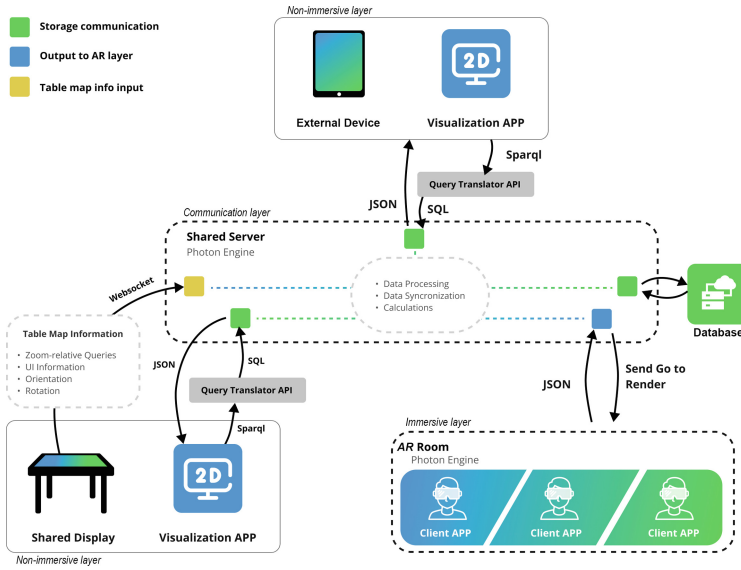 Non-immersive layer
Storage communication
Output to AR layer
Table map info input
2D
External Device
Visualization APP
Sparql
Query Translator API
JSON
SQL
Communication layer
Shared Server
Photon Engine
Websocket
• Data Processing
• Data Syncronization
• Calculations
Database
Table Map Information
• Zoom-relative Queries
• UI Information
• Orientation
• Rotation
JSON
SQL
Query Translator API
Sparql
JSON
Send Go to
Render
Immersive layer
AR Room
Photon Engine
Client APP
Client APP
Client APP
2D
Shared Display
Visualization APP
Non-immersive layer